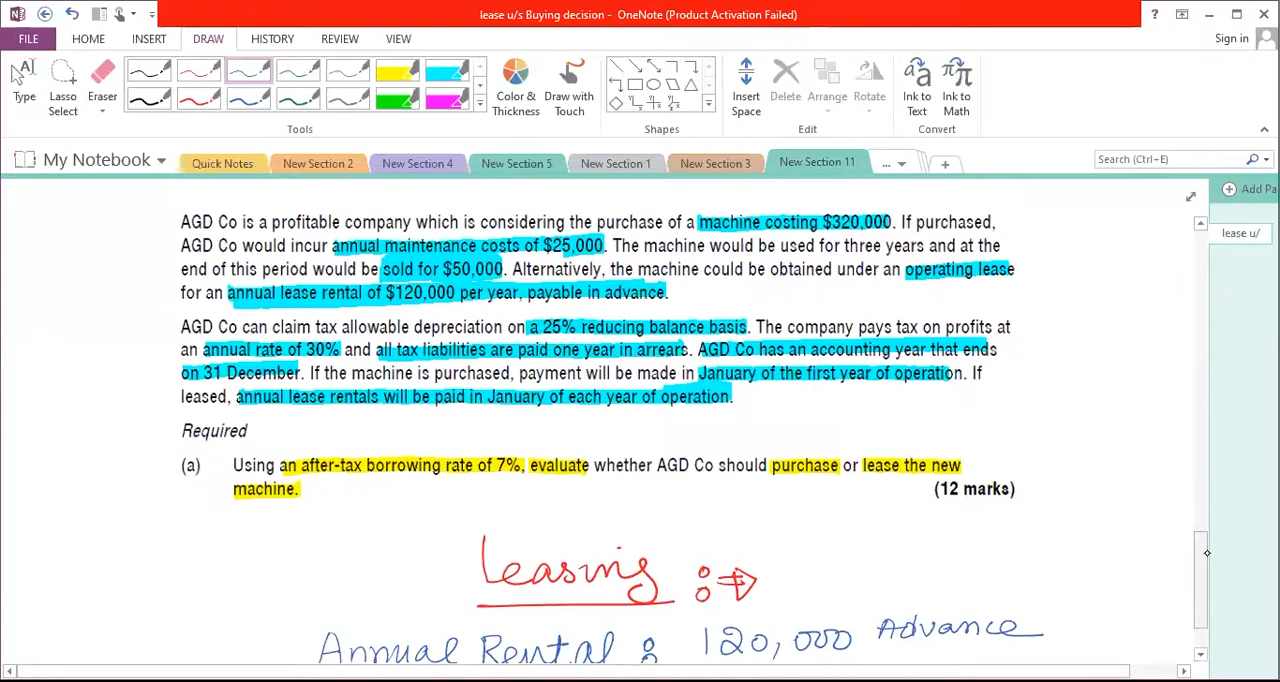 lease u/s Buying decision - OneNote (Product Activation Failed)
?
FILE HOME INSERT DRAW HISTORY REVIEW VIEW
Sign in
Type
Lasso Select
Eraser
Color & Thickness
Draw with Touch
Insert Space
Delete
Arrange
Rotate
Ink to Text
Ink to Math
Tools
Shapes
Edit
Convert
My Notebook
Quick Notes
New Section 2
New Section 4
New Section 5
New Section 1
New Section 3
New Section 11
...
Search (Ctrl+E)
Add Pa
lease u/
AGD Co is a profitable company which is considering the purchase of a machine costing $320,000. If purchased,
AGD Co would incur annual maintenance costs of $25,000. The machine would be used for three years and at the
end of this period would be sold for $50,000. Alternatively, the machine could be obtained under an operating lease
for an annual lease rental of $120,000 per year, payable in advance.
AGD Co can claim tax allowable depreciation on a 25% reducing balance basis. The company pays tax on profits at
an annual rate of 30% and all tax liabilities are paid one year in arrears. AGD Co has an accounting year that ends
on 31 December. If the machine is purchased, payment will be made in January of the first year of operation. If
leased, annual lease rentals will be paid in January of each year of operation.
Required
(a) Using an after-tax borrowing rate of 7%, evaluate whether AGD Co should purchase or lease the new
machine. (12 marks)
Leasing :⇒
Annual Rental : 120,000 Advance